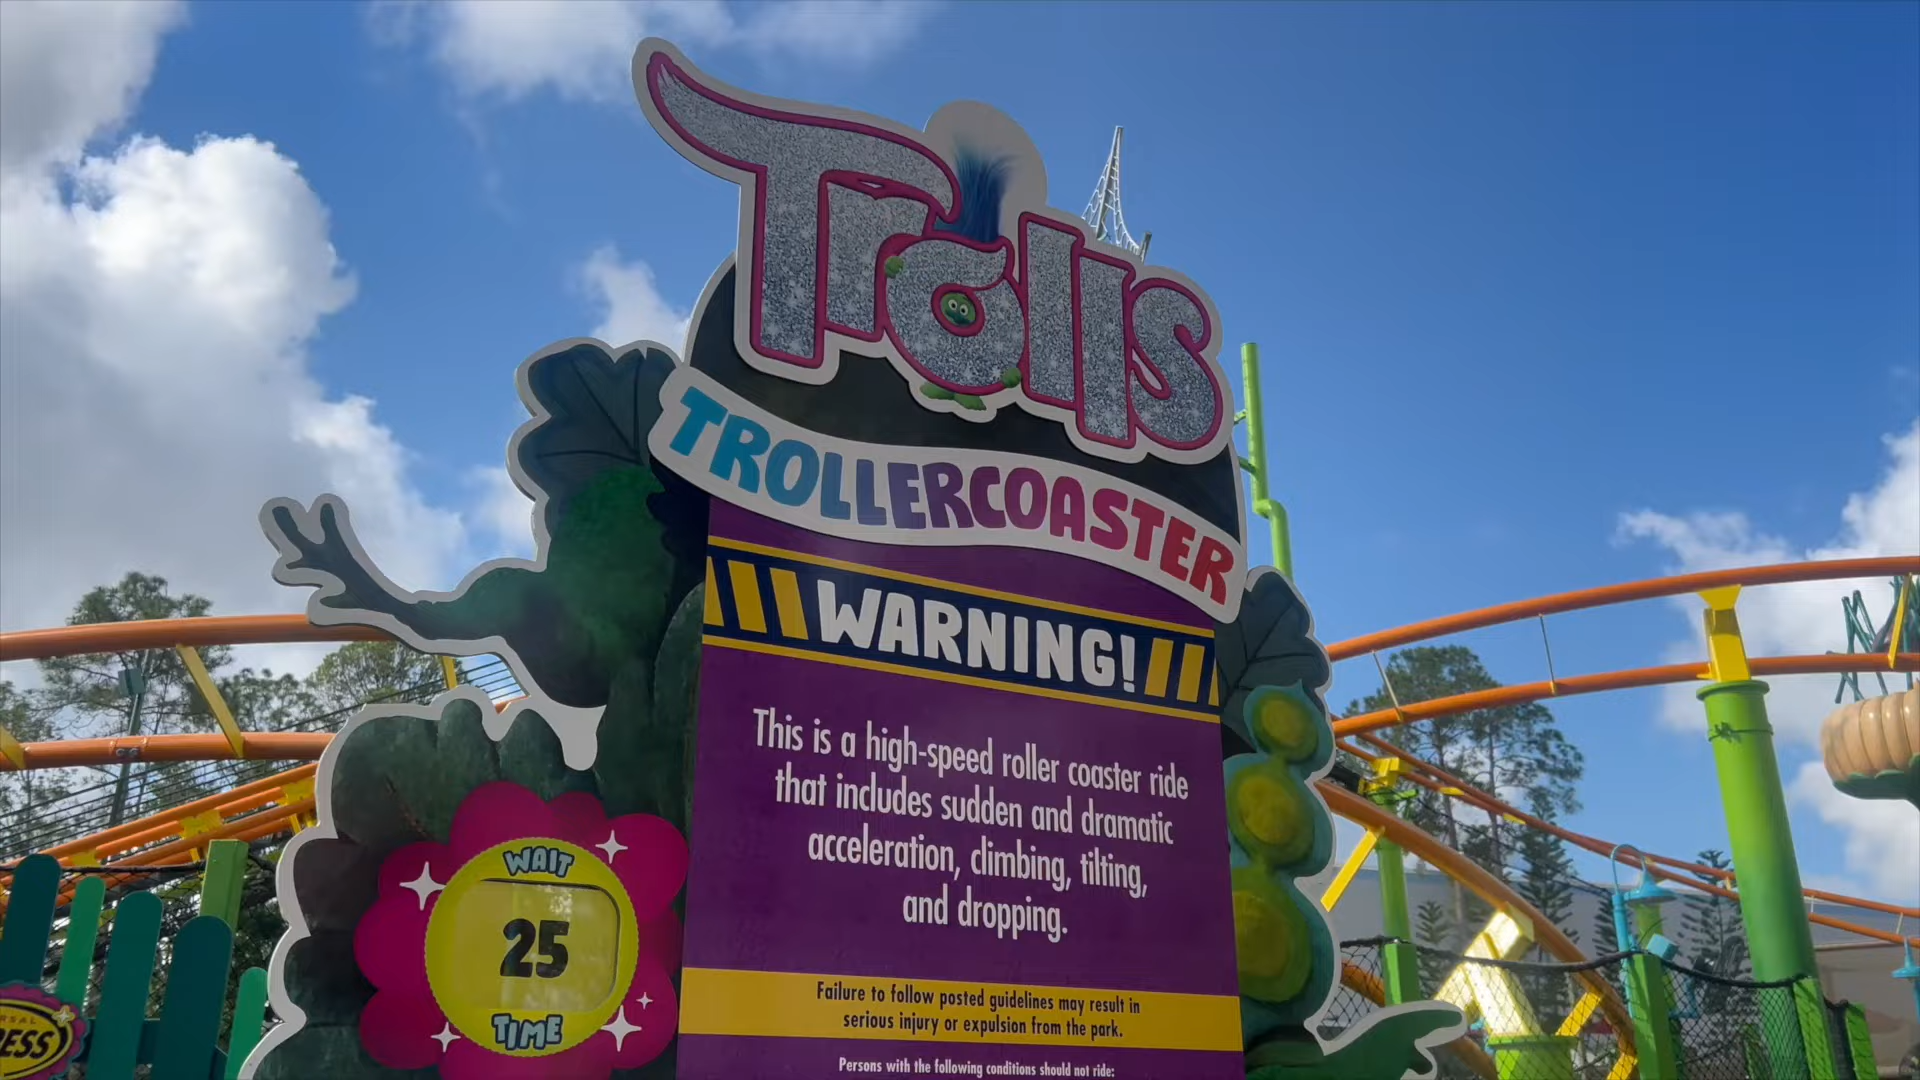 Trolls
TROLLERCOASTER
WARNING!
This is a high-speed roller coaster ride
that includes sudden and dramatic
acceleration, climbing, tilting,
and dropping.
Failure to follow posted guidelines may result in
serious injury or expulsion from the park.
Persons with the following conditions should not ride:
WAIT
25
TIME